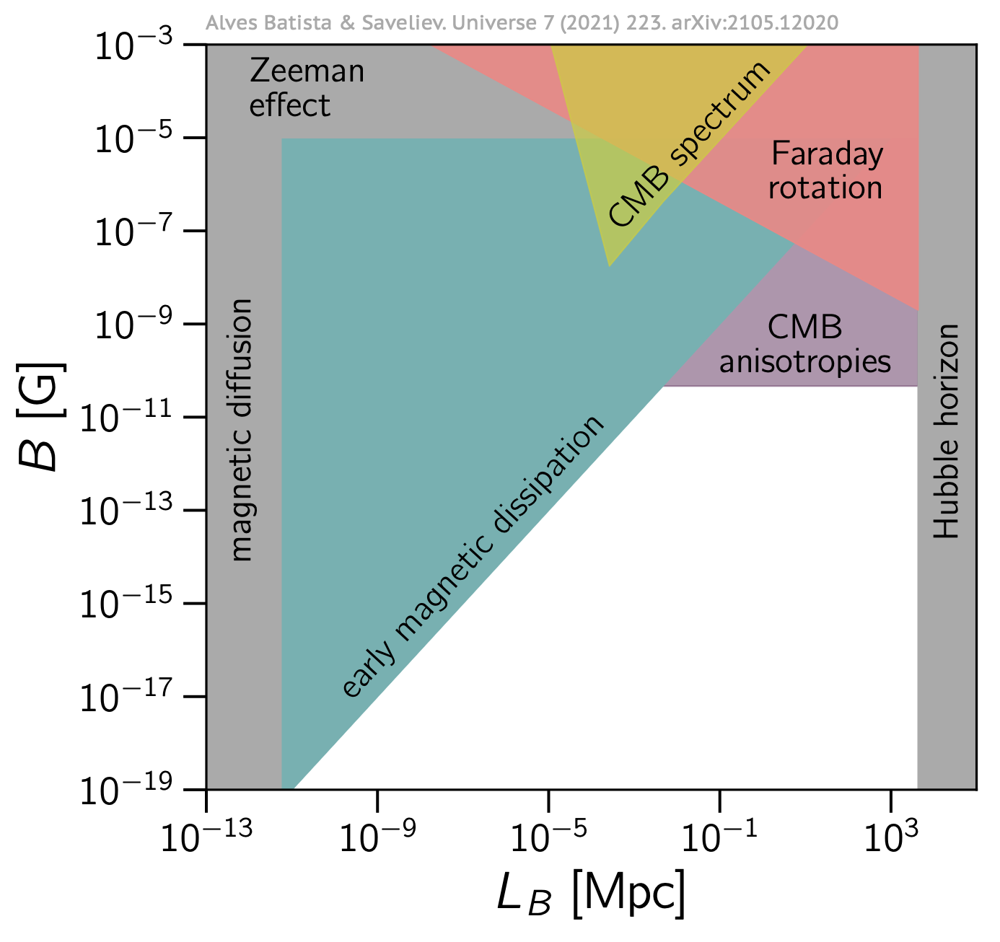 Alves Batista & Saveliev. Universe 7 (2021) 223. arXiv:2105.12020
10⁻³
10⁻⁵
10⁻⁷
10⁻⁹
10⁻¹¹
10⁻¹³
10⁻¹⁵
10⁻¹⁷
10⁻¹⁹
B [G]
Zeeman
effect
CMB spectrum
Faraday
rotation
CMB
anisotropies
magnetic diffusion
early magnetic dissipation
Hubble horizon
10⁻¹³
10⁻⁹
10⁻⁵
10⁻¹
10³
L_B [Mpc]